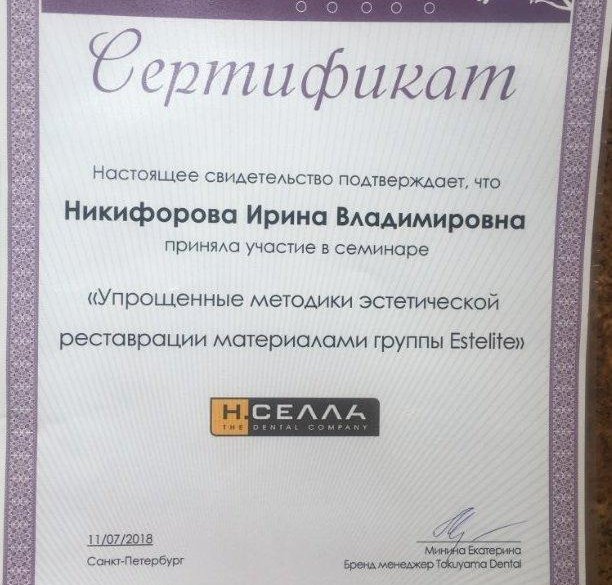 Сертификат
Настоящее свидетельство подтверждает, что
Никифорова Ирина Владимировна
приняла участие в семинаре
«Упрощенные методики эстетической
реставрации материалами группы Estelite»
Н.СЕЛЛА
THE DENTAL COMPANY
11/07/2018
Санкт-Петербург
Минина Екатерина
Бренд менеджер Tokuyama Dental